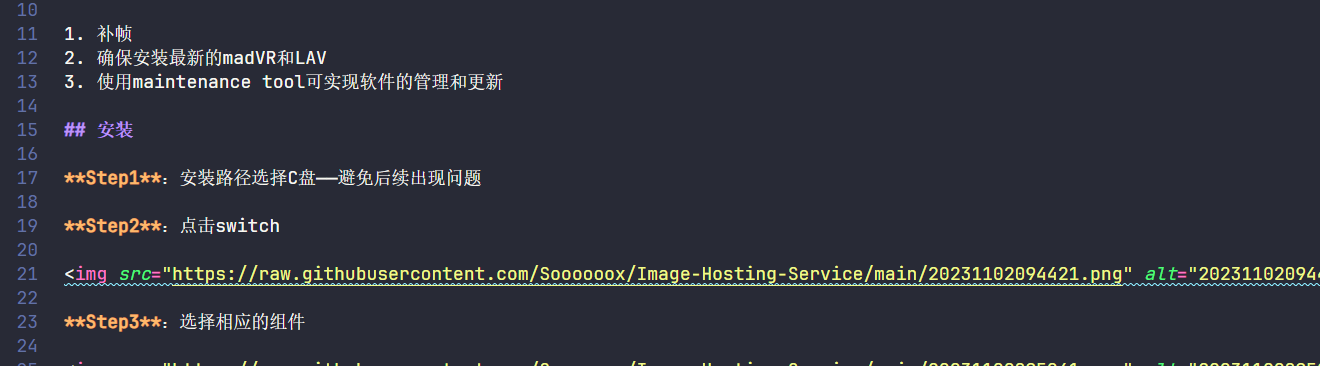 10
11 1. 补帧
12 2. 确保安装最新的madVR和LAV
13 3. 使用maintenance tool可实现软件的管理和更新
14
15 ## 安装
16
17 **Step1**：安装路径选择C盘——避免后续出现问题
18
19 **Step2**：点击switch
20
21 <img src="https://raw.githubusercontent.com/Soooooox/Image-Hosting-Service/main/20231102094421.png" alt="202311020944
22
23 **Step3**：选择相应的组件
24